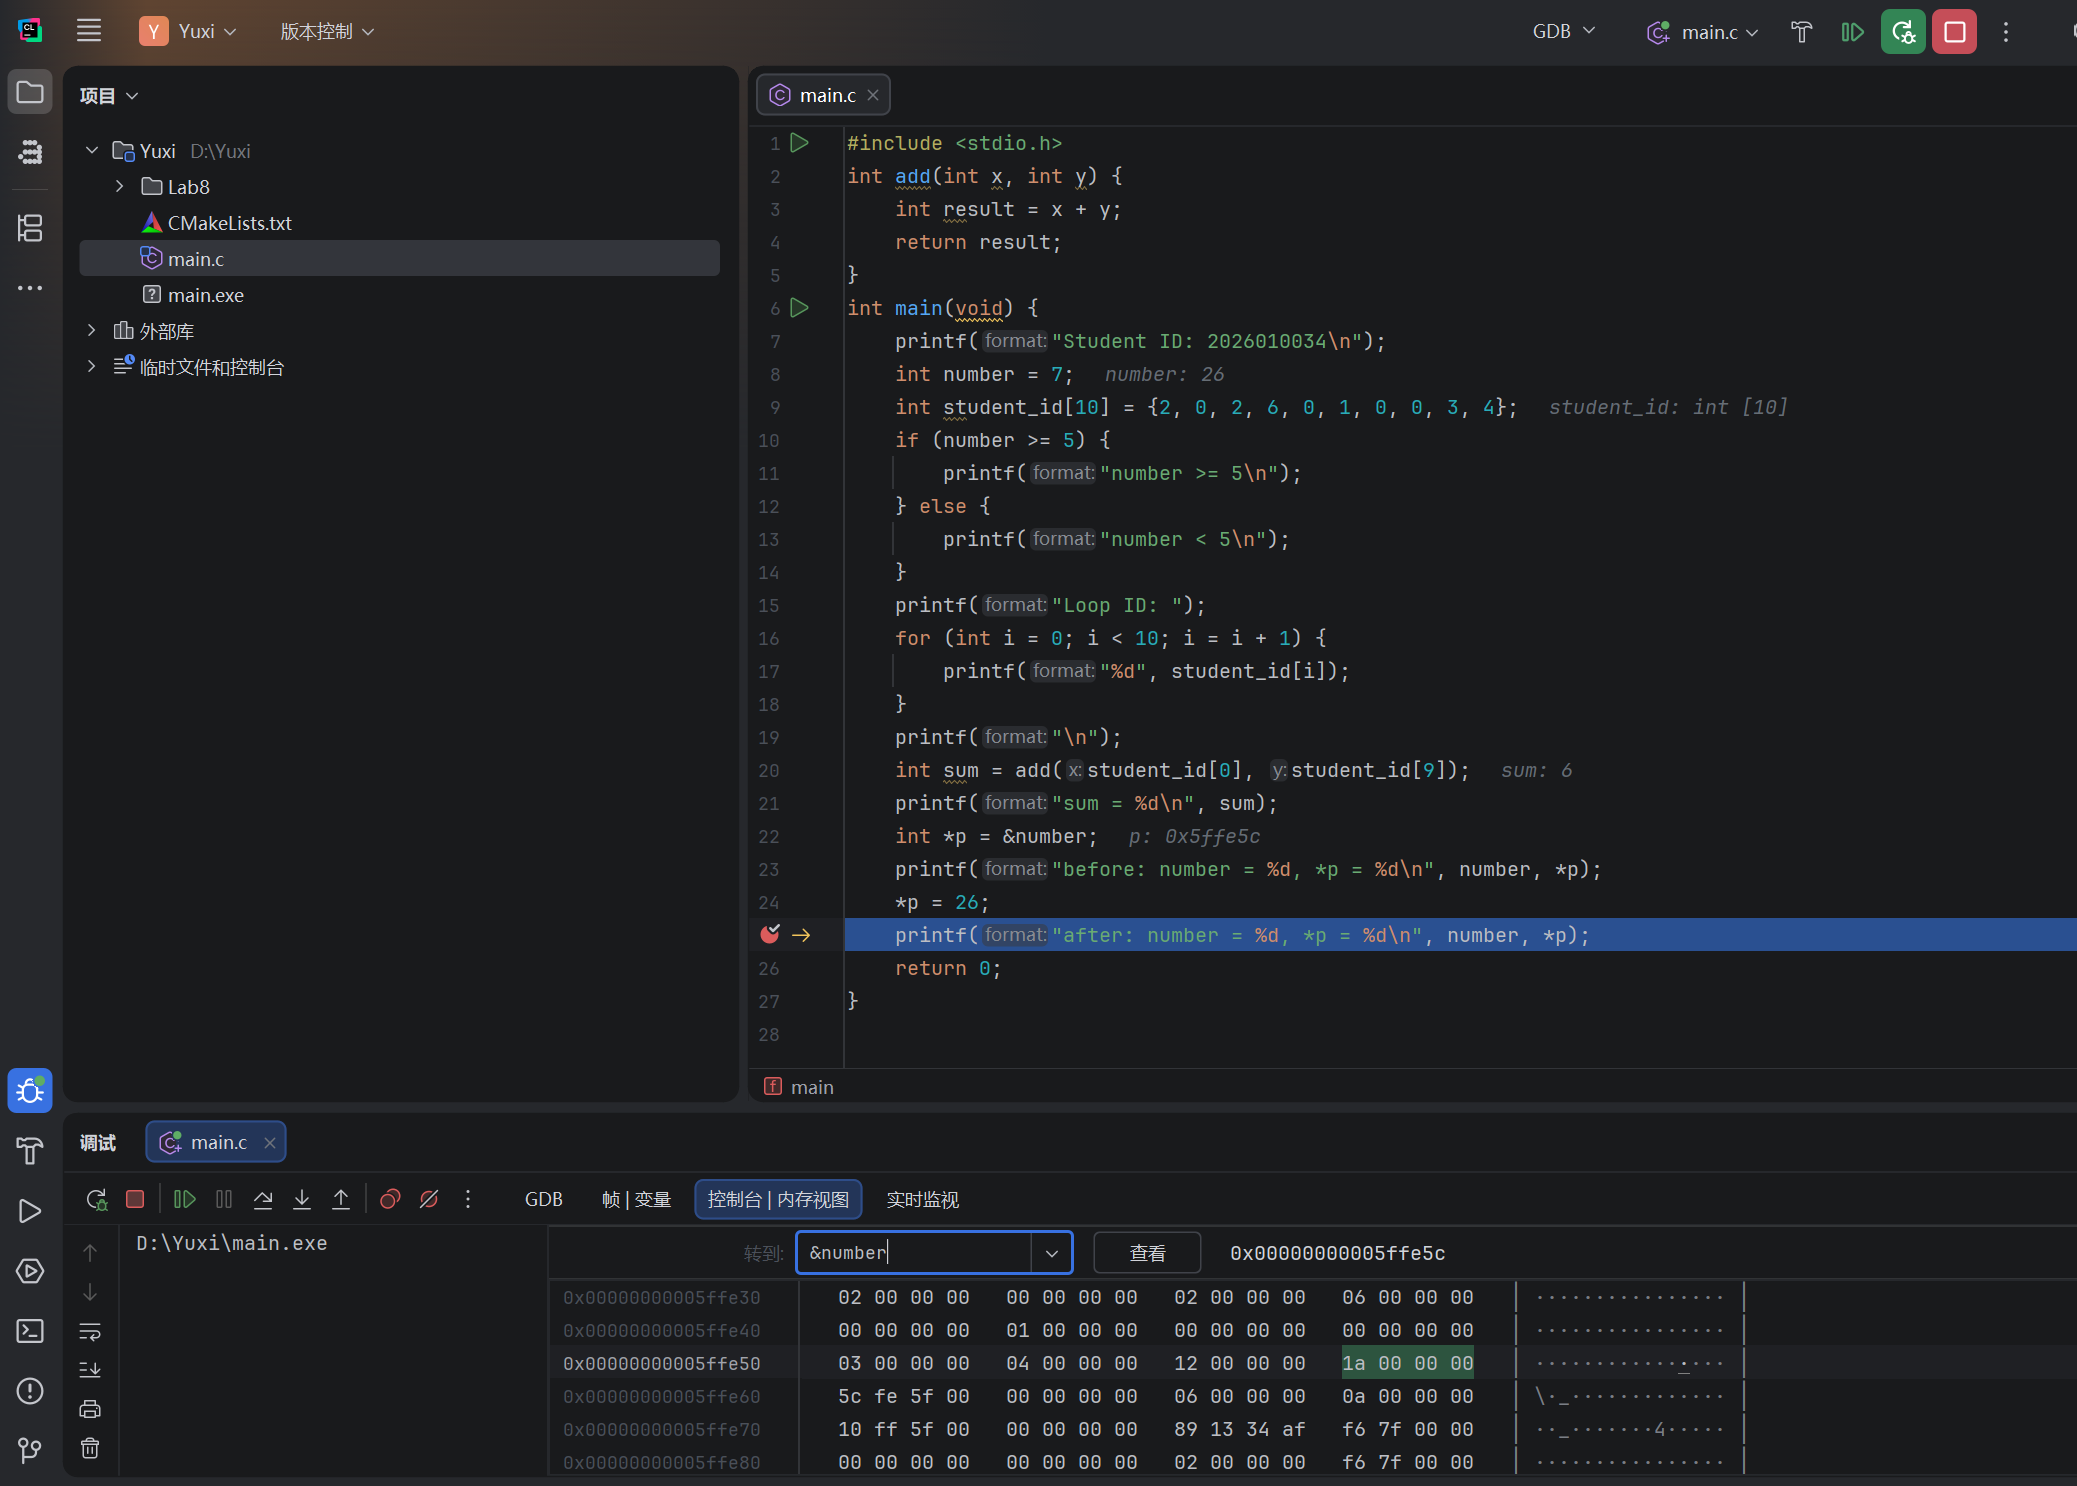 CL Y Yuxi 版本控制 GDB main.c
项目
Yuxi D:\Yuxi
Lab8
CMakeLists.txt
main.c
main.exe
外部库
临时文件和控制台
main.c
1 #include <stdio.h>
2 int add(int x, int y) {
3 int result = x + y;
4 return result;
5 }
6 int main(void) {
7 printf( format: "Student ID: 2026010034\n");
8 int number = 7; number: 26
9 int student_id[10] = {2, 0, 2, 6, 0, 1, 0, 0, 3, 4}; student_id: int [10]
10 if (number >= 5) {
11 printf( format: "number >= 5\n");
12 } else {
13 printf( format: "number < 5\n");
14 }
15 printf( format: "Loop ID: ");
16 for (int i = 0; i < 10; i = i + 1) {
17 printf( format: "%d", student_id[i]);
18 }
19 printf( format: "\n");
20 int sum = add( x: student_id[0], y: student_id[9]); sum: 6
21 printf( format: "sum = %d\n", sum);
22 int *p = &number; p: 0x5ffe5c
23 printf( format: "before: number = %d, *p = %d\n", number, *p);
24 *p = 26;
printf( format: "after: number = %d, *p = %d\n", number, *p);
26 return 0;
27 }
28
f main
调试 main.c
GDB 帧 | 变量 控制台 | 内存视图 实时监视
D:\Yuxi\main.exe
转到: &number 查看 0x00000000005ffe5c
0x00000000005ffe30 02 00 00 00 00 00 00 00 02 00 00 00 06 00 00 00 | ················ |
0x00000000005ffe40 00 00 00 00 01 00 00 00 00 00 00 00 00 00 00 00 | ················ |
0x00000000005ffe50 03 00 00 00 04 00 00 00 12 00 00 00 1a 00 00 00 | ················ |
0x00000000005ffe60 5c fe 5f 00 00 00 00 00 06 00 00 00 0a 00 00 00 | \·_············· |
0x00000000005ffe70 10 ff 5f 00 00 00 00 00 89 13 34 af f6 7f 00 00 | ··_·······4····· |
0x00000000005ffe80 00 00 00 00 00 00 00 00 02 00 00 00 f6 7f 00 00 | ················ |